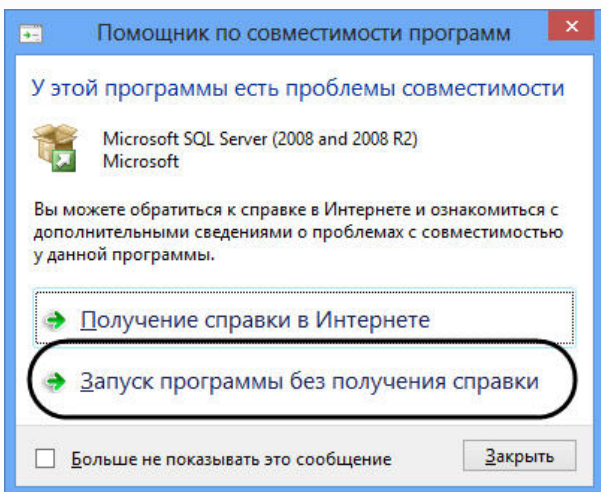 Помощник по совместимости программ
У этой программы есть проблемы совместимости
Microsoft SQL Server (2008 and 2008 R2)
Microsoft
Вы можете обратиться к справке в Интернете и ознакомиться с
дополнительными сведениями о проблемах с совместимостью
у данной программы.
Получение справки в Интернете
Запуск программы без получения справки
Больше не показывать это сообщение
Закрыть